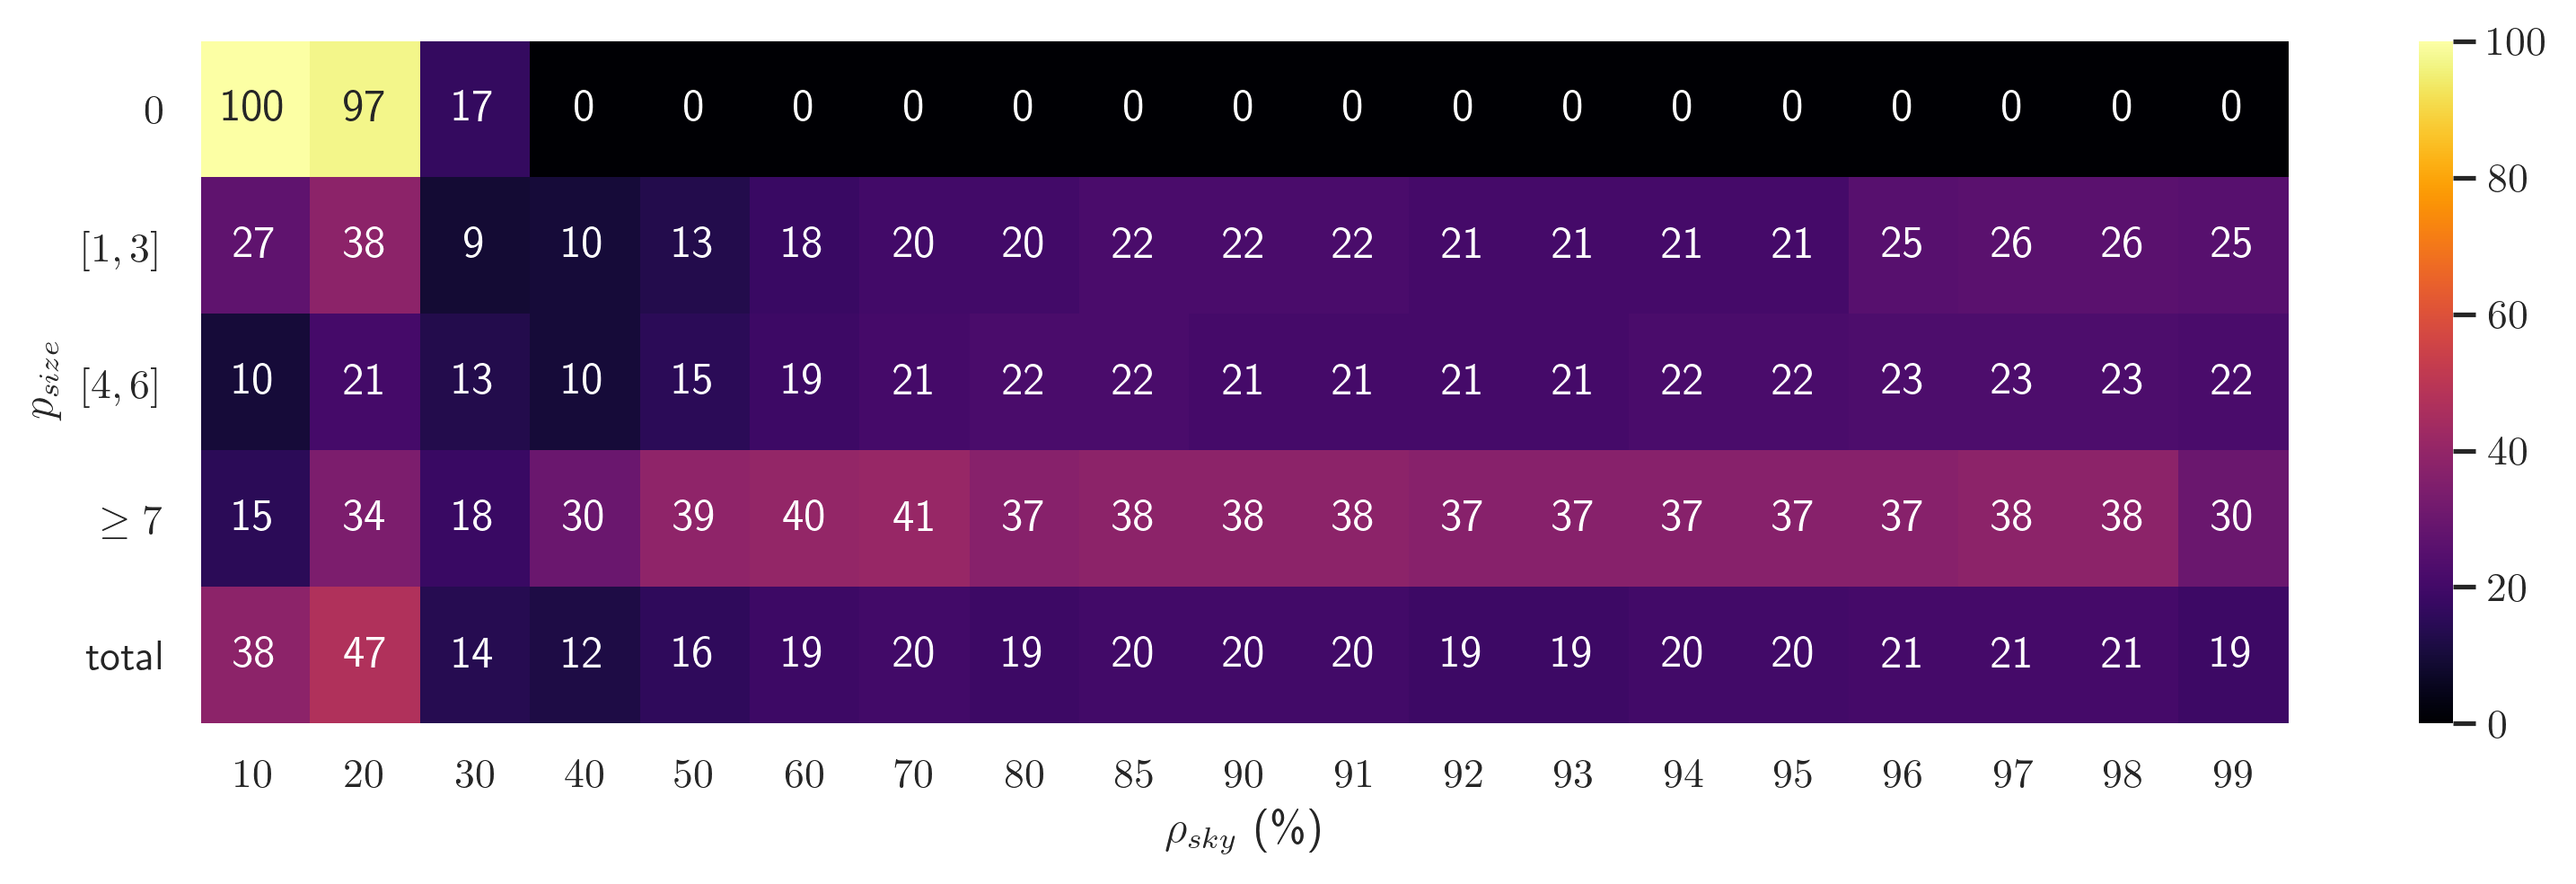 0 100 97 17 0 0 0 0 0 0 0 0 0 0 0 0 0 0 0 0
[1, 3] 27 38 9 10 13 18 20 20 22 22 22 21 21 21 21 25 26 26 25
[4, 6] 10 21 13 10 15 19 21 22 22 21 21 21 21 22 22 23 23 23 22
≥ 7 15 34 18 30 39 40 41 37 38 38 38 37 37 37 37 37 38 38 30
total 38 47 14 12 16 19 20 19 20 20 20 19 19 20 20 21 21 21 19
10 20 30 40 50 60 70 80 85 90 91 92 93 94 95 96 97 98 99
ρ_sky (%)
p_size
100
80
60
40
20
0